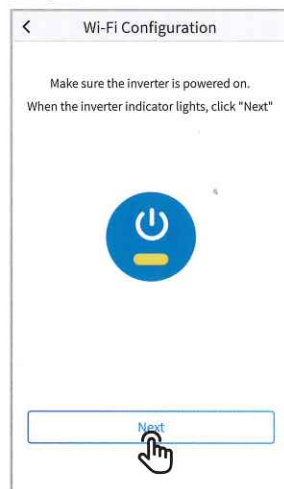 Wi-Fi Configuration
Make sure the inverter is powered on.
When the inverter indicator lights, click "Next"
Next